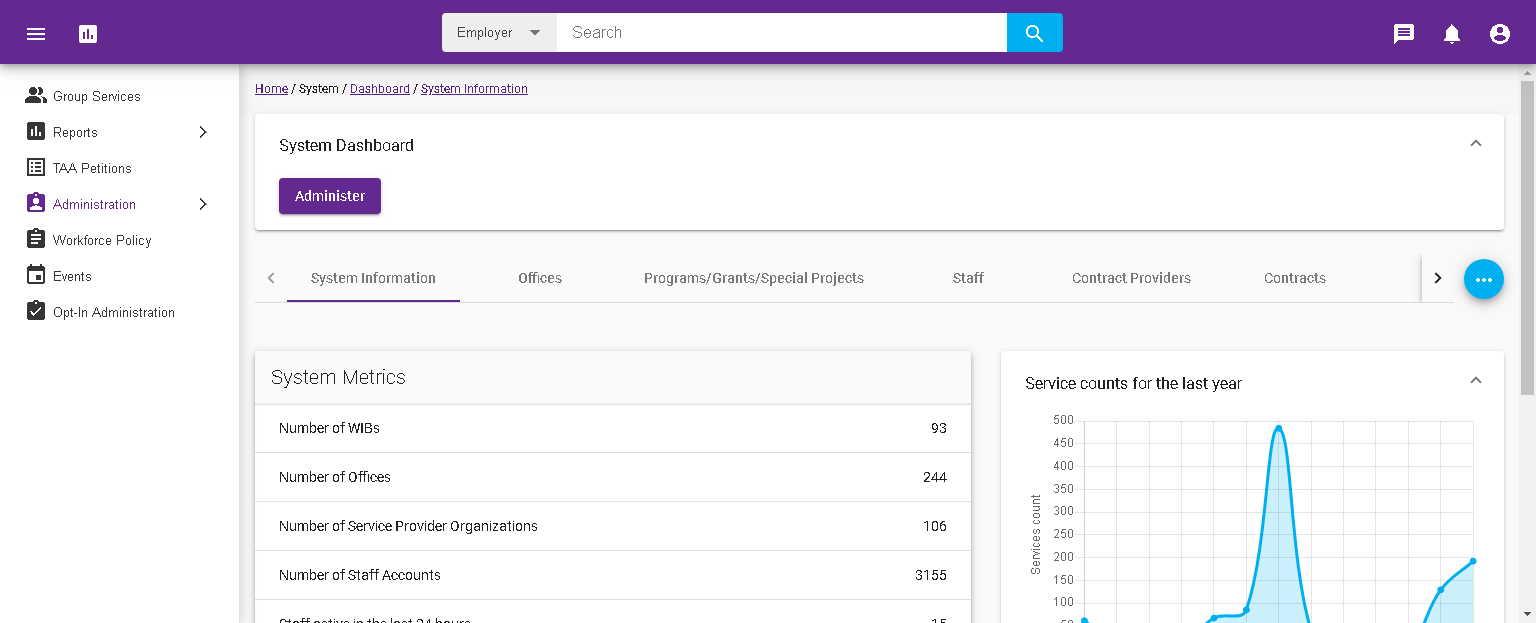 Employer Search
Group Services
Reports
TAA Petitions
Administration
Workforce Policy
Events
Opt-In Administration
Home / System / Dashboard / System Information
System Dashboard
Administer
System Information Offices Programs/Grants/Special Projects Staff Contract Providers Contracts
System Metrics
Number of WIBs 93
Number of Offices 244
Number of Service Provider Organizations 106
Number of Staff Accounts 3155
Staff active in the last 24 hours 15
Service counts for the last year
500
450
400
350
300
250
200
150
100
50
Services count